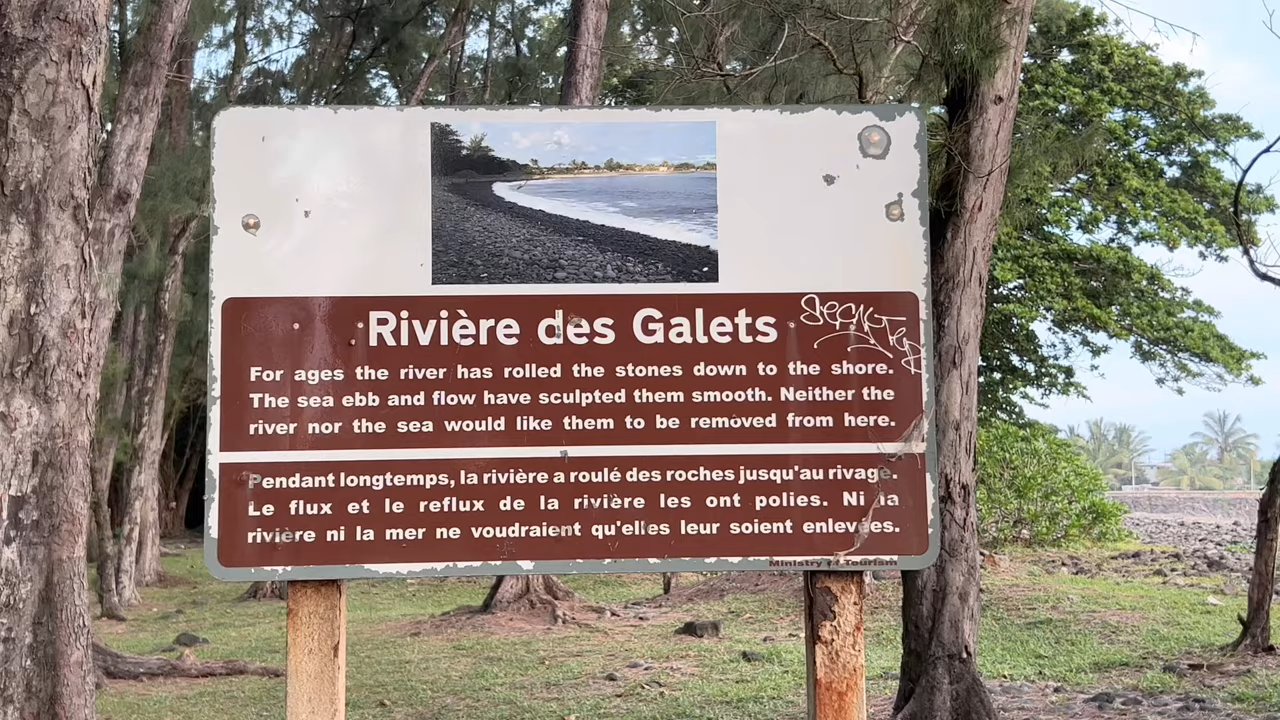 Rivière des Galets
For ages the river has rolled the stones down to the shore.
The sea ebb and flow have sculpted them smooth. Neither the
river nor the sea would like them to be removed from here.
Pendant longtemps, la rivière a roulé des roches jusqu'au rivage.
Le flux et le reflux de la rivière les ont polies. Ni la
rivière ni la mer ne voudraient qu'elles leur soient enlevées.
Ministry of Tourism